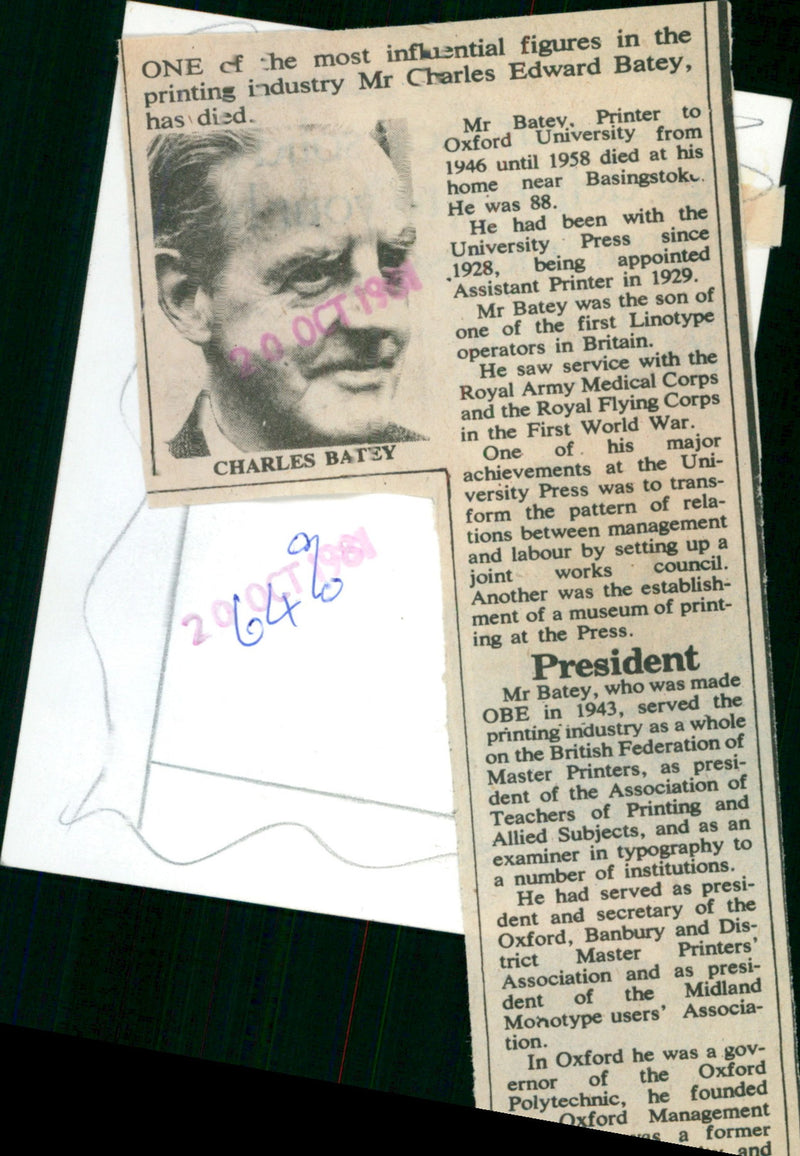 ONE of the most influential figures in the
printing industry Mr Charles Edward Batey,
has died.
20 OCT 1981
CHARLES BATEY
20 OCT 1981
64%
Mr Batey, Printer to
Oxford University from
1946 until 1958 died at his
home near Basingstoke.
He was 88.
He had been with the
University Press since
1928, being appointed
Assistant Printer in 1929.
Mr Batey was the son of
one of the first Linotype
operators in Britain.
He saw service with the
Royal Army Medical Corps
and the Royal Flying Corps
in the First World War.
One of his major
achievements at the Uni-
versity Press was to trans-
form the pattern of rela-
tions between management
and labour by setting up a
joint works council.
Another was the establish-
ment of a museum of print-
ing at the Press.
President
Mr Batey, who was made
OBE in 1943, served the
printing industry as a whole
on the British Federation of
Master Printers, as presi-
dent of the Association of
Teachers of Printing and
Allied Subjects, and as an
examiner in typography to
a number of institutions.
He had served as presi-
dent and secretary of the
Oxford, Banbury and Dis-
trict Master Printers'
Association and as presi-
dent of the Midland
Monotype users' Associa-
tion.
In Oxford he was a gov-
ernor of the Oxford
Polytechnic, he founded
Oxford Management
was a former
and